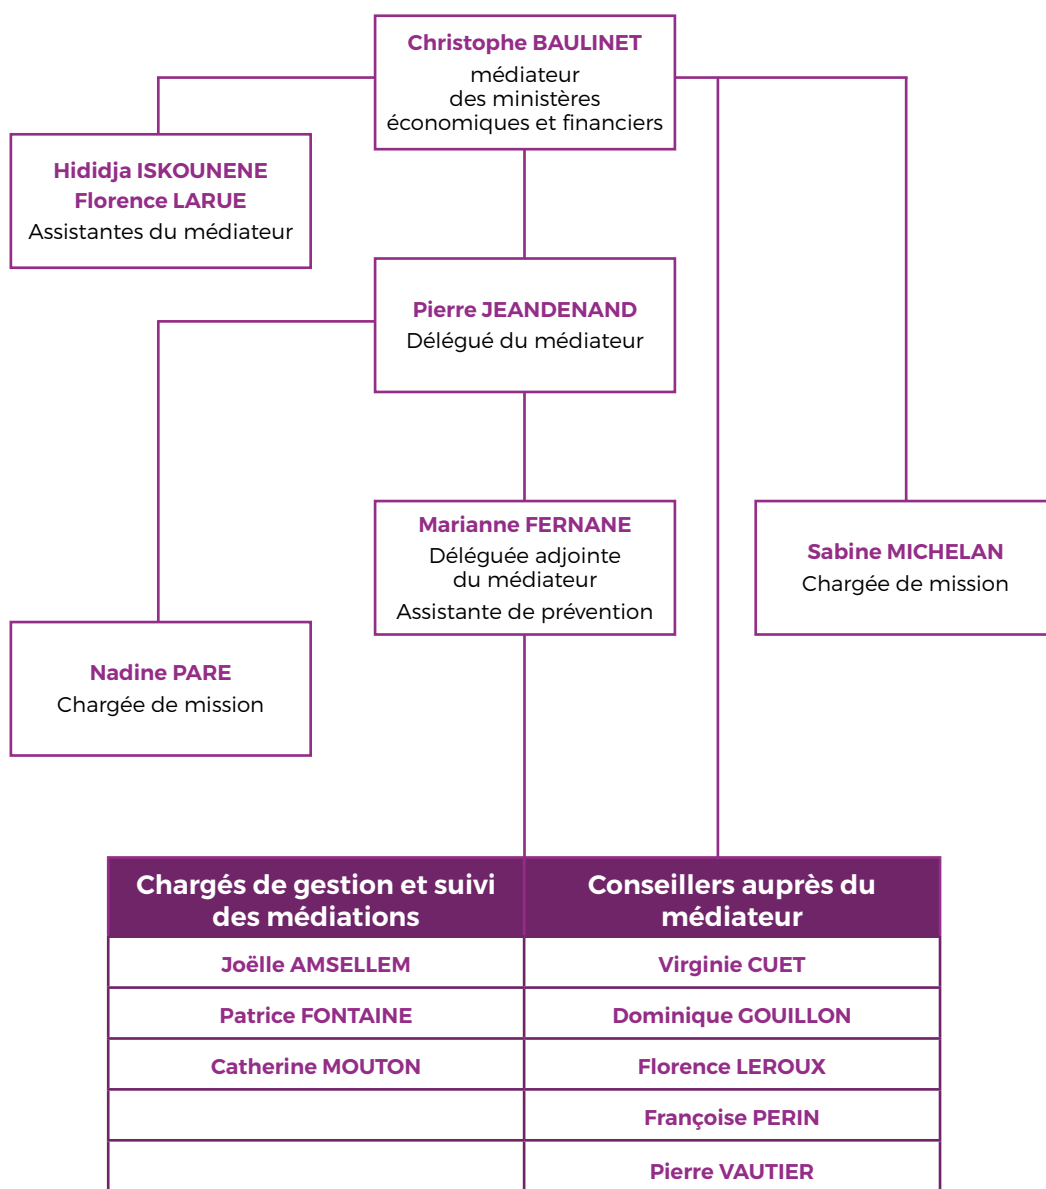 Christophe BAULINET
médiateur
des ministères
économiques et financiers
Hididja ISKOUNENE
Florence LARUE
Assistantes du médiateur
Pierre JEANDENAND
Délégué du médiateur
Marianne FERNANE
Déléguée adjointe
du médiateur
Assistante de prévention
Sabine MICHELAN
Chargée de mission
Nadine PARE
Chargée de mission
Chargés de gestion et suivi
des médiations
Conseillers auprès du
médiateur
Joëlle AMSELLEM
Virginie CUET
Patrice FONTAINE
Dominique GOUILLON
Catherine MOUTON
Florence LEROUX
Françoise PERIN
Pierre VAUTIER